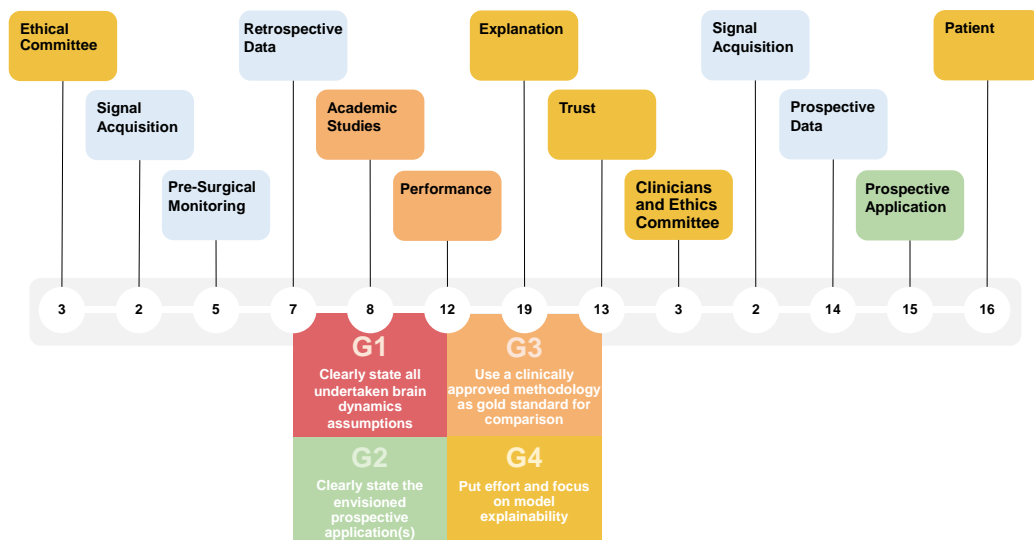 Ethical
Committee
Signal
Acquisition
Pre-Surgical
Monitoring
Retrospective
Data
Academic
Studies
Performance
Explanation
Trust
Clinicians
and Ethics
Committee
Signal
Acquisition
Prospective
Data
Prospective
Application
Patient
3 2 5 7 8 12 19 13 3 2 14 15 16
G1
Clearly state all
undertaken brain
dynamics
assumptions
G3
Use a clinically
approved methodology
as gold standard for
comparison
G2
Clearly state the
envisioned
prospective
application(s)
G4
Put effort and focus
on model
explainability